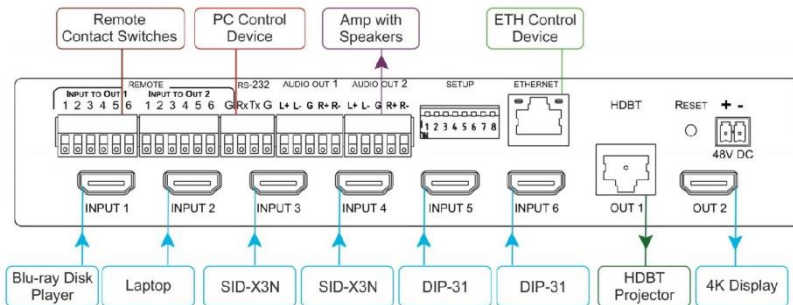 Remote
Contact Switches
PC Control
Device
Amp with
Speakers
ETH Control
Device
REMOTE
INPUT TO OUT 1
INPUT TO OUT 2
RS-232
AUDIO OUT 1
AUDIO OUT 2
SETUP
ETHERNET
HDBT
RESET
+ -
1 2 3 4 5 6
1 2 3 4 5 6
G Rx Tx G
L+ L- G R+ R-
L+ L- G R+ R-
ON
1 2 3 4 5 6 7 8
48V DC
INPUT 1
INPUT 2
INPUT 3
INPUT 4
INPUT 5
INPUT 6
OUT 1
OUT 2
Blu-ray Disk
Player
Laptop
SID-X3N
SID-X3N
DIP-31
DIP-31
HDBT
Projector
4K Display